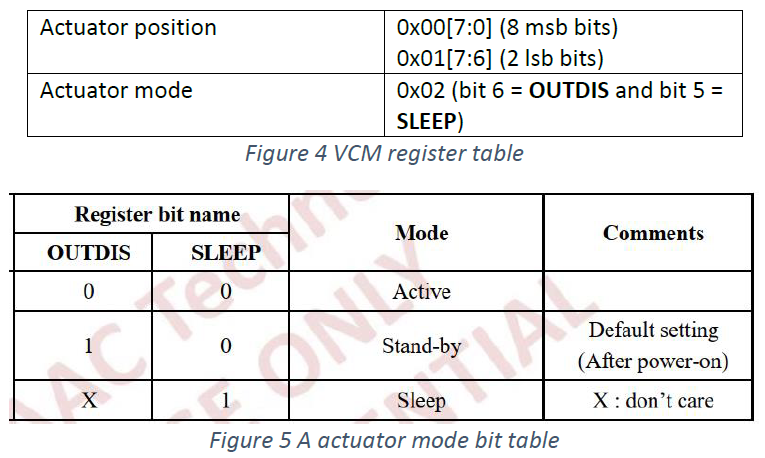 Actuator position 0x00[7:0] (8 msb bits)
0x01[7:6] (2 lsb bits)
Actuator mode 0x02 (bit 6 = OUTDIS and bit 5 =
SLEEP)
Figure 4 VCM register table
Register bit name Mode Comments
OUTDIS SLEEP
0 0 Active
1 0 Stand-by Default setting
(After power-on)
X 1 Sleep X : don’t care
Figure 5 A actuator mode bit table
AAC Techno
ONLY